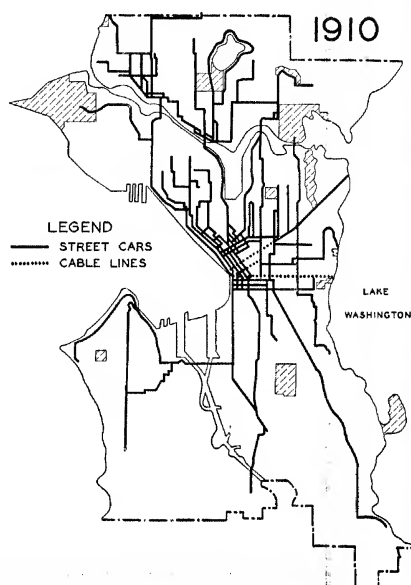 1910
LEGEND
STREET CARS
CABLE LINES
LAKE
WASHINGTON